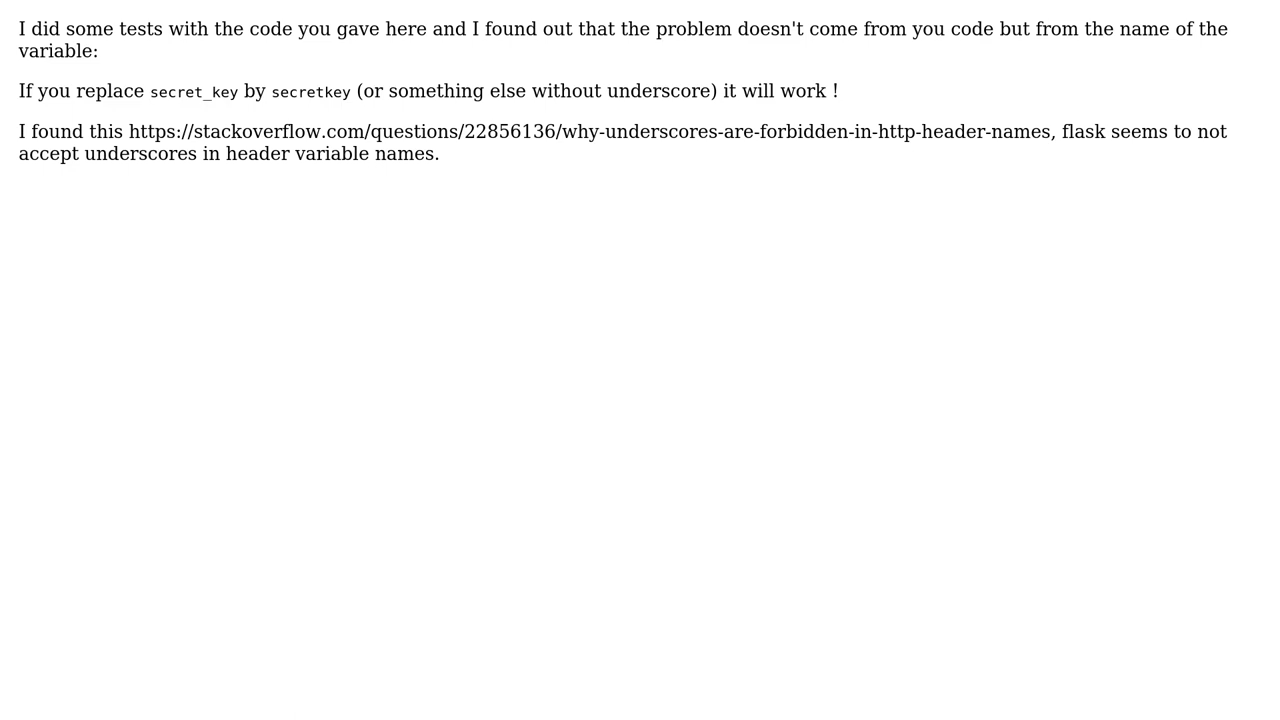 I did some tests with the code you gave here and I found out that the problem doesn't come from you code but from the name of the
variable:
If you replace secret_key by secretkey (or something else without underscore) it will work !
I found this https://stackoverflow.com/questions/22856136/why-underscores-are-forbidden-in-http-header-names, flask seems to not
accept underscores in header variable names.